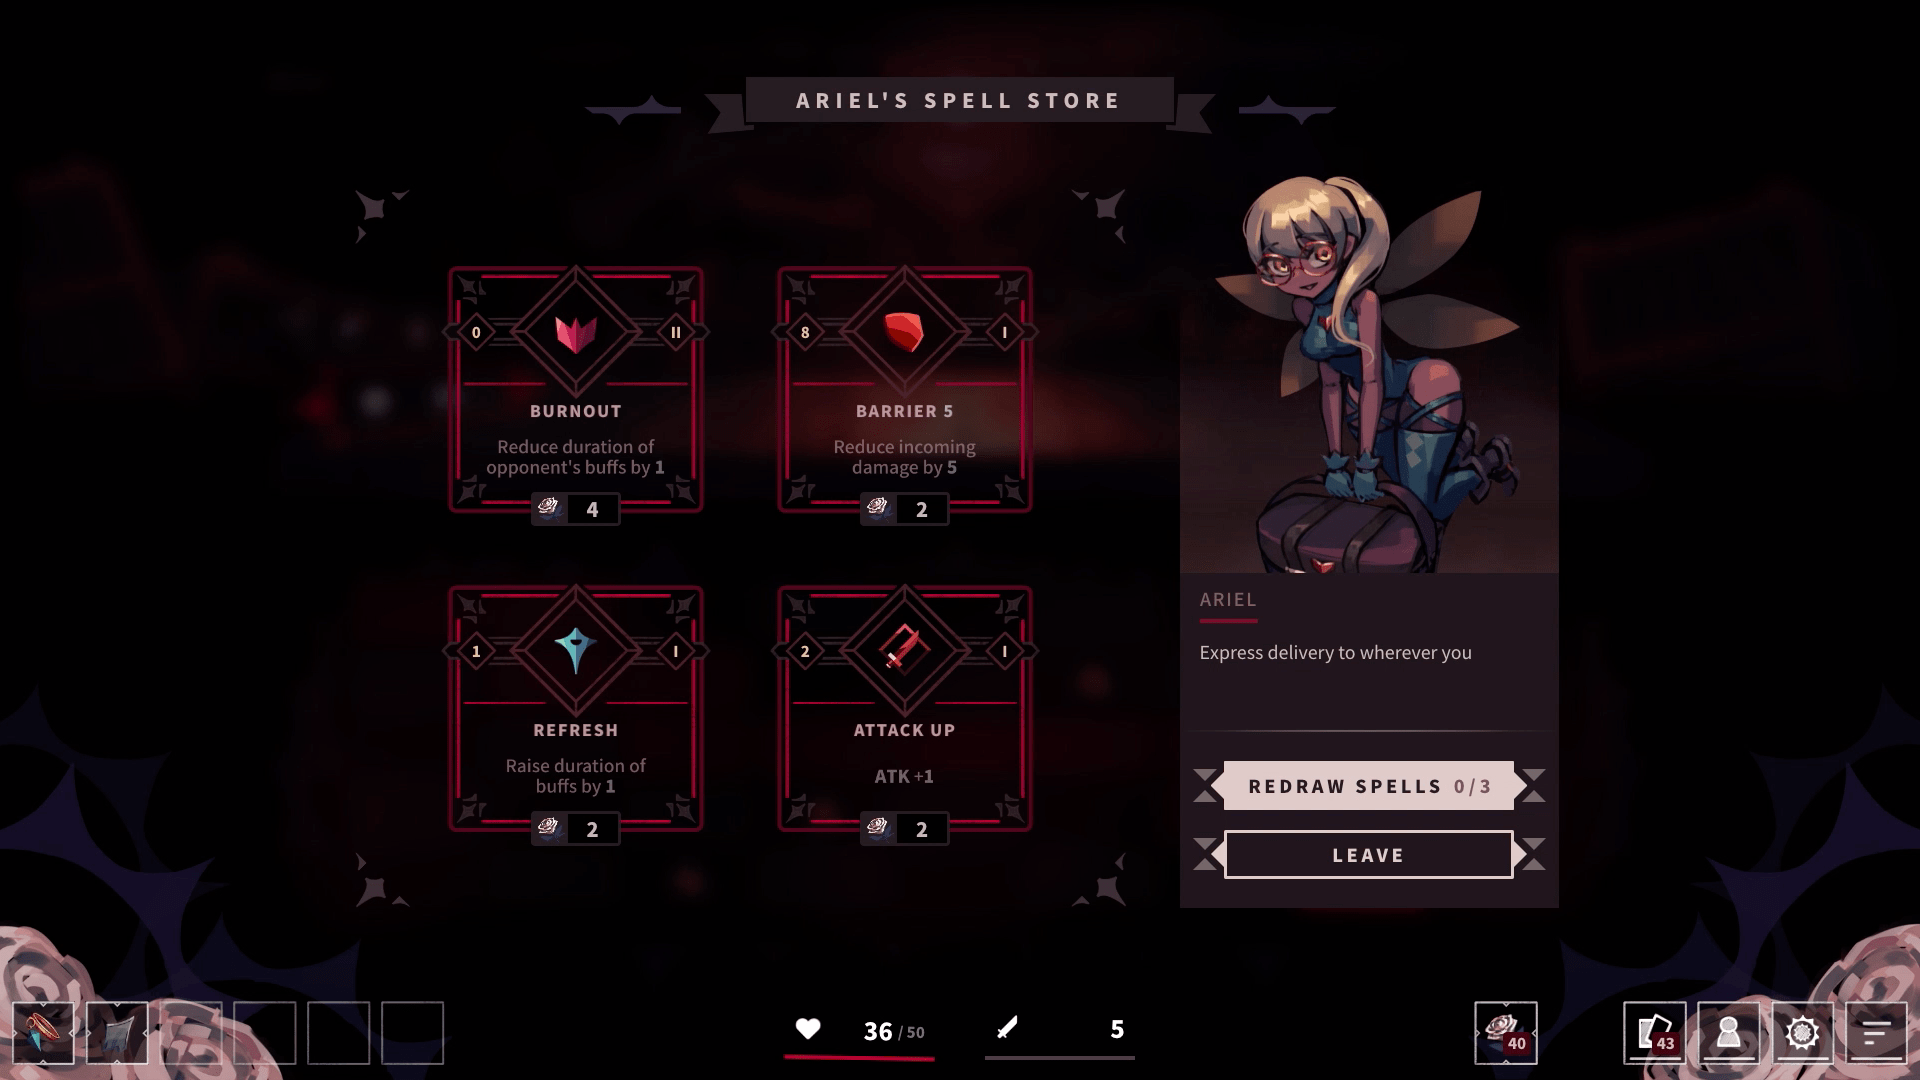 ARIEL'S SPELL STORE
0
II
BURNOUT
Reduce duration of
opponent's buffs by 1
4
8
I
BARRIER 5
Reduce incoming
damage by 5
2
1
I
REFRESH
Raise duration of
buffs by 1
2
2
I
ATTACK UP
ATK +1
2
ARIEL
Express delivery to wherever you
REDRAW SPELLS 0/3
LEAVE
36 / 50
5
40
43